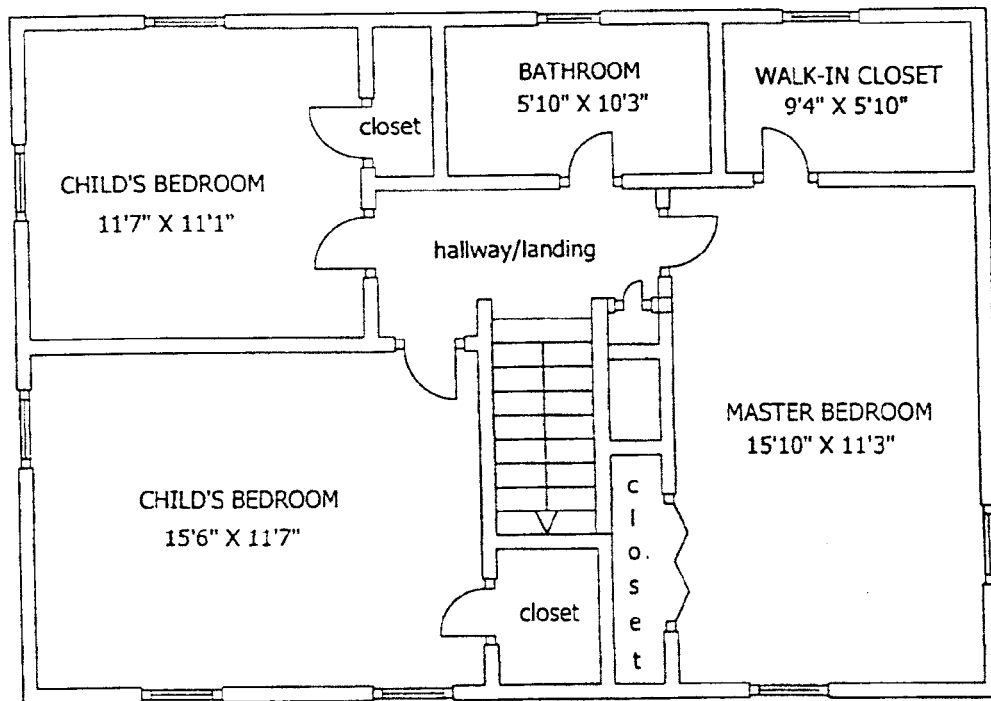 BATHROOM
5'10" X 10'3"
WALK-IN CLOSET
9'4" X 5'10"
closet
CHILD'S BEDROOM
11'7" X 11'1"
hallway/landing
MASTER BEDROOM
15'10" X 11'3"
CHILD'S BEDROOM
15'6" X 11'7"
closet
closet